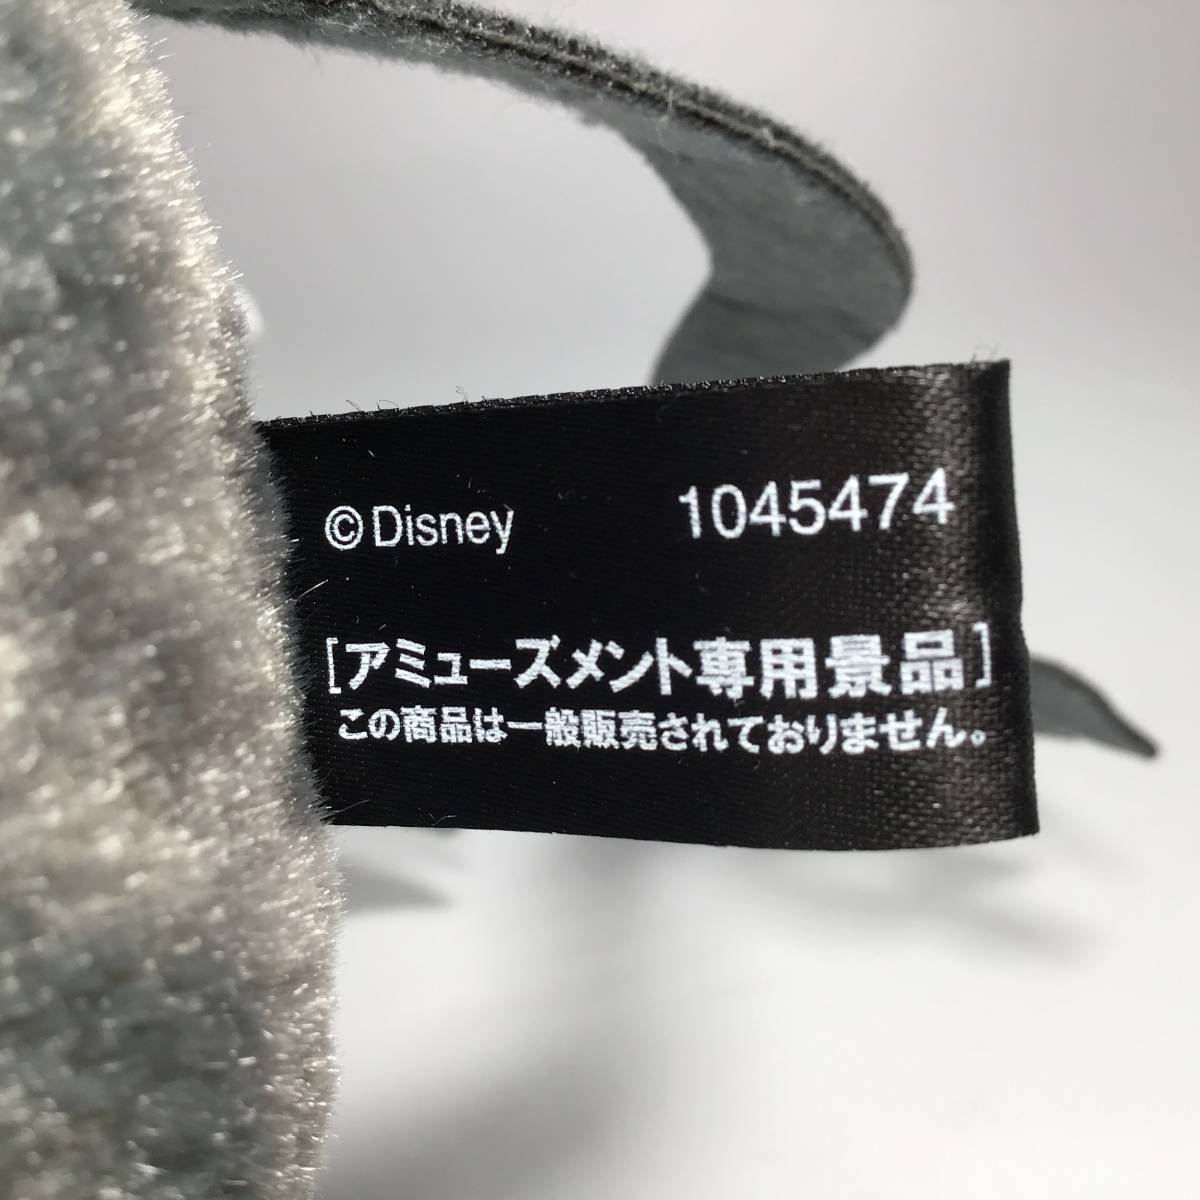 ©Disney 1045474
[アミューズメント専用景品]
この商品は一般販売されておりません。